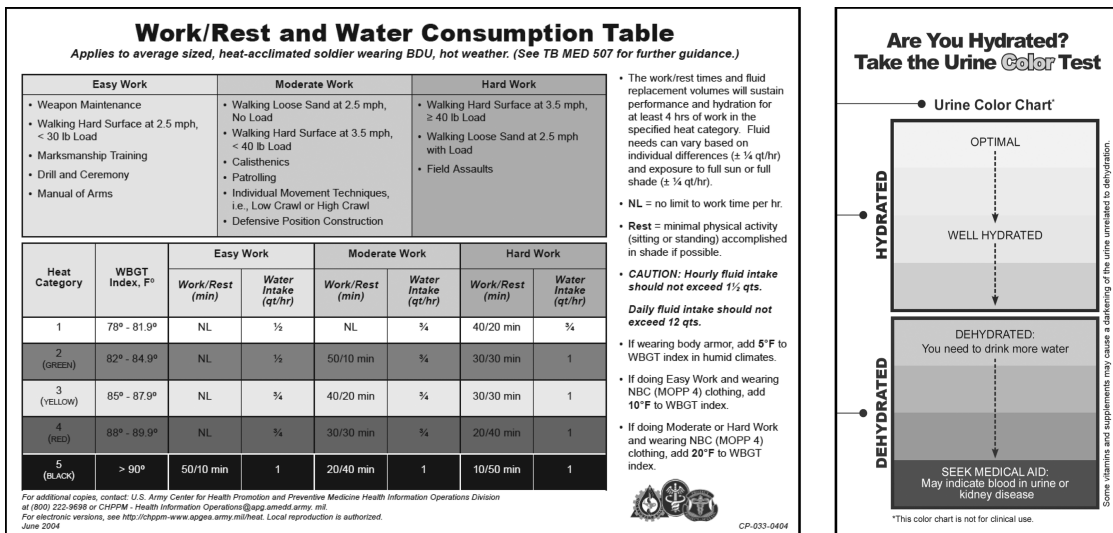 Work/Rest and Water Consumption Table
Applies to average sized, heat-acclimated soldier wearing BDU, hot weather. (See TB MED 507 for further guidance.)
Easy Work
• Weapon Maintenance
• Walking Hard Surface at 2.5 mph,
< 30 lb Load
• Marksmanship Training
• Drill and Ceremony
• Manual of Arms
Moderate Work
• Walking Loose Sand at 2.5 mph,
No Load
• Walking Hard Surface at 3.5 mph,
< 40 lb Load
• Calisthenics
• Patrolling
• Individual Movement Techniques,
i.e., Low Crawl or High Crawl
• Defensive Position Construction
Hard Work
• Walking Hard Surface at 3.5 mph,
≥ 40 lb Load
• Walking Loose Sand at 2.5 mph
with Load
• Field Assaults
Heat Category WBGT Index, Fº Easy Work Moderate Work Hard Work
Work/Rest (min) Water Intake (qt/hr) Work/Rest (min) Water Intake (qt/hr) Work/Rest (min) Water Intake (qt/hr)
1 78º - 81.9º NL ½ NL ¾ 40/20 min ¾
2 (GREEN) 82º - 84.9º NL ½ 50/10 min ¾ 30/30 min 1
3 (YELLOW) 85º - 87.9º NL ¾ 40/20 min ¾ 30/30 min 1
4 (RED) 88º - 89.9º NL ¾ 30/30 min ¾ 20/40 min 1
5 (BLACK) > 90º 50/10 min 1 20/40 min 1 10/50 min 1
• The work/rest times and fluid
replacement volumes will sustain
performance and hydration for
at least 4 hrs of work in the
specified heat category. Fluid
needs can vary based on
individual differences (± ¼ qt/hr)
and exposure to full sun or full
shade (± ¼ qt/hr).
• NL = no limit to work time per hr.
• Rest = minimal physical activity
(sitting or standing) accomplished
in shade if possible.
• CAUTION: Hourly fluid intake
should not exceed 1½ qts.
Daily fluid intake should not
exceed 12 qts.
• If wearing body armor, add 5°F to
WBGT index in humid climates.
• If doing Easy Work and wearing
NBC (MOPP 4) clothing, add
10°F to WBGT index.
• If doing Moderate or Hard Work
and wearing NBC (MOPP 4)
clothing, add 20°F to WBGT
index.
For additional copies, contact: U.S. Army Center for Health Promotion and Preventive Medicine Health Information Operations Division
at (800) 222-9698 or CHPPM - Health Information Operations@apg.amedd.army. mil.
For electronic versions, see http://chppm-www.apgea.army.mil/heat. Local reproduction is authorized.
June 2004
CP-033-0404
Are You Hydrated?
Take the Urine Color Test
Urine Color Chart*
HYDRATED
OPTIMAL
WELL HYDRATED
DEHYDRATED
DEHYDRATED:
You need to drink more water
SEEK MEDICAL AID:
May indicate blood in urine or
kidney disease
*This color chart is not for clinical use.
Some vitamins and supplements may cause a darkening of the urine unrelated to dehydration.